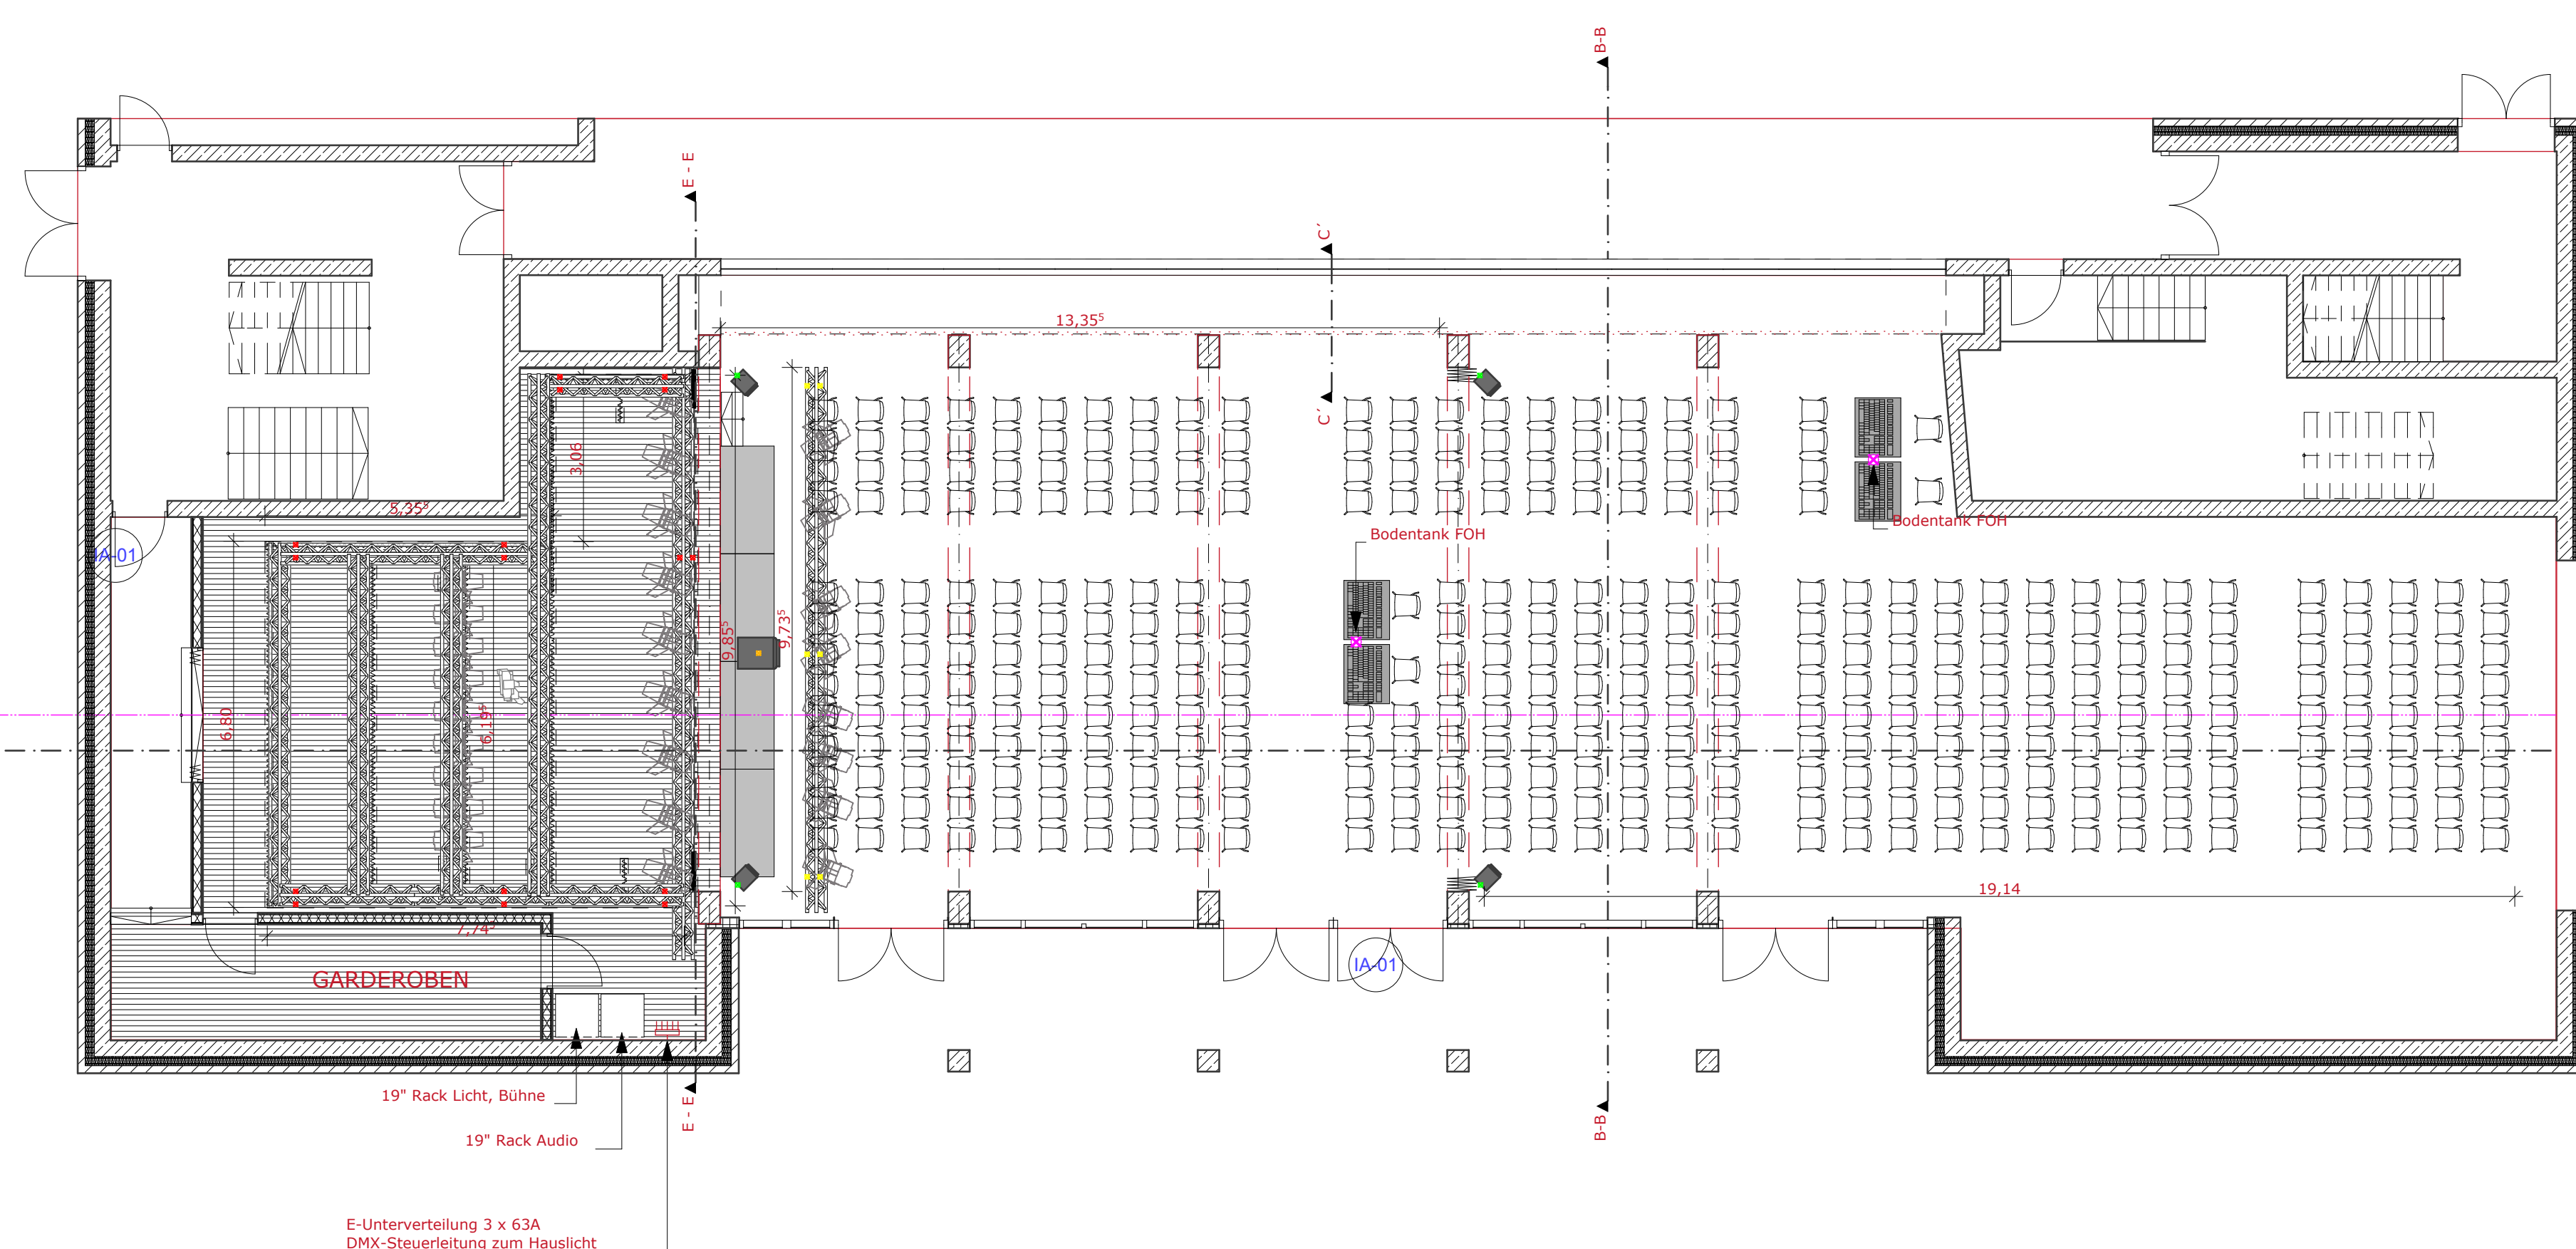 B-B
E - E
C´
13,35⁵
C´
3,06
5,35⁵
Bodentank FOH
Bodentank FOH
IA-01
9,85⁵
9,73⁵
6,80
6,19⁵
19,14
7,74⁵
IA-01
GARDEROBEN
19" Rack Licht, Bühne
E - E
B-B
19" Rack Audio
E-Unterverteilung 3 x 63A
DMX-Steuerleitung zum Hauslicht